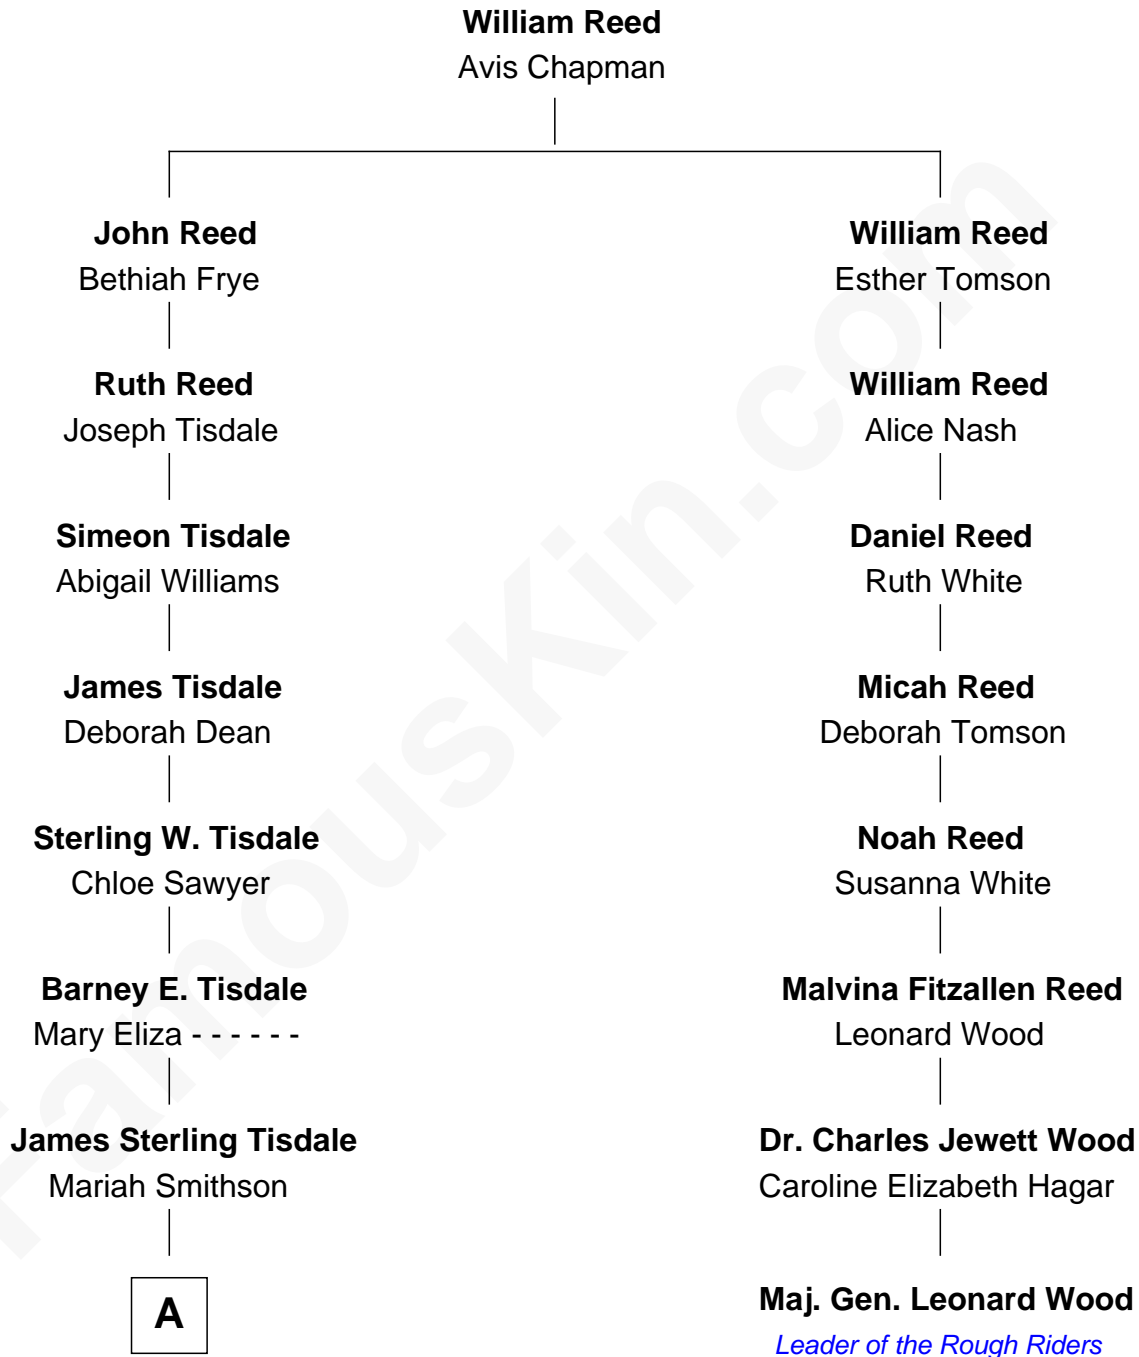 William Reed
Avis Chapman
John Reed
Bethiah Frye
William Reed
Esther Tomson
Ruth Reed
Joseph Tisdale
William Reed
Alice Nash
Simeon Tisdale
Abigail Williams
Daniel Reed
Ruth White
James Tisdale
Deborah Dean
Micah Reed
Deborah Tomson
Sterling W. Tisdale
Chloe Sawyer
Noah Reed
Susanna White
Barney E. Tisdale
Mary Eliza - - - - - -
Malvina Fitzallen Reed
Leonard Wood
James Sterling Tisdale
Mariah Smithson
Dr. Charles Jewett Wood
Caroline Elizabeth Hagar
A
Maj. Gen. Leonard Wood
Leader of the Rough Riders
FamousKin.com